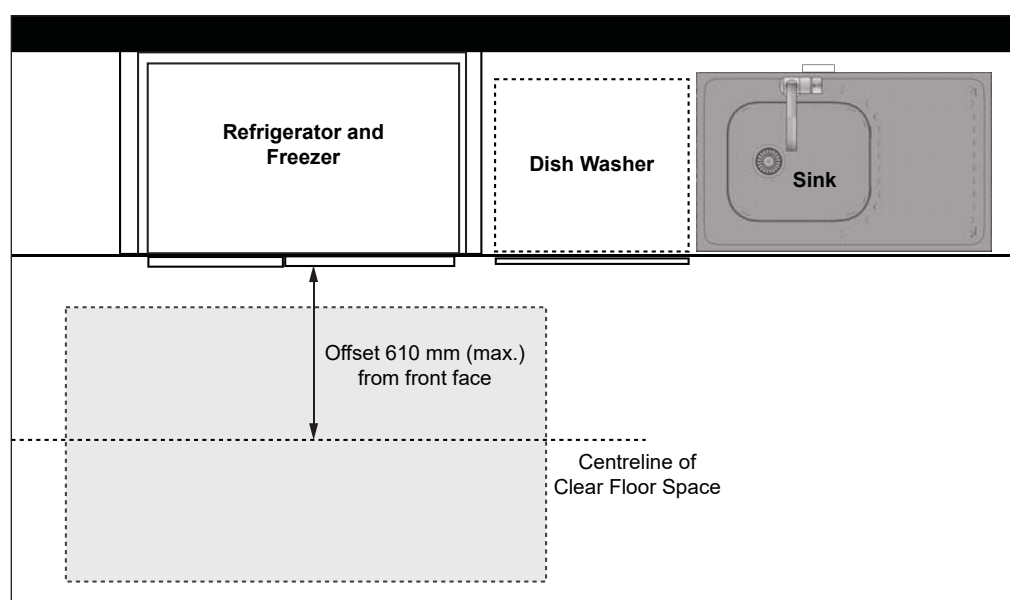 Refrigerator and
Freezer
Dish Washer
Sink
Offset 610 mm (max.)
from front face
Centreline of
Clear Floor Space